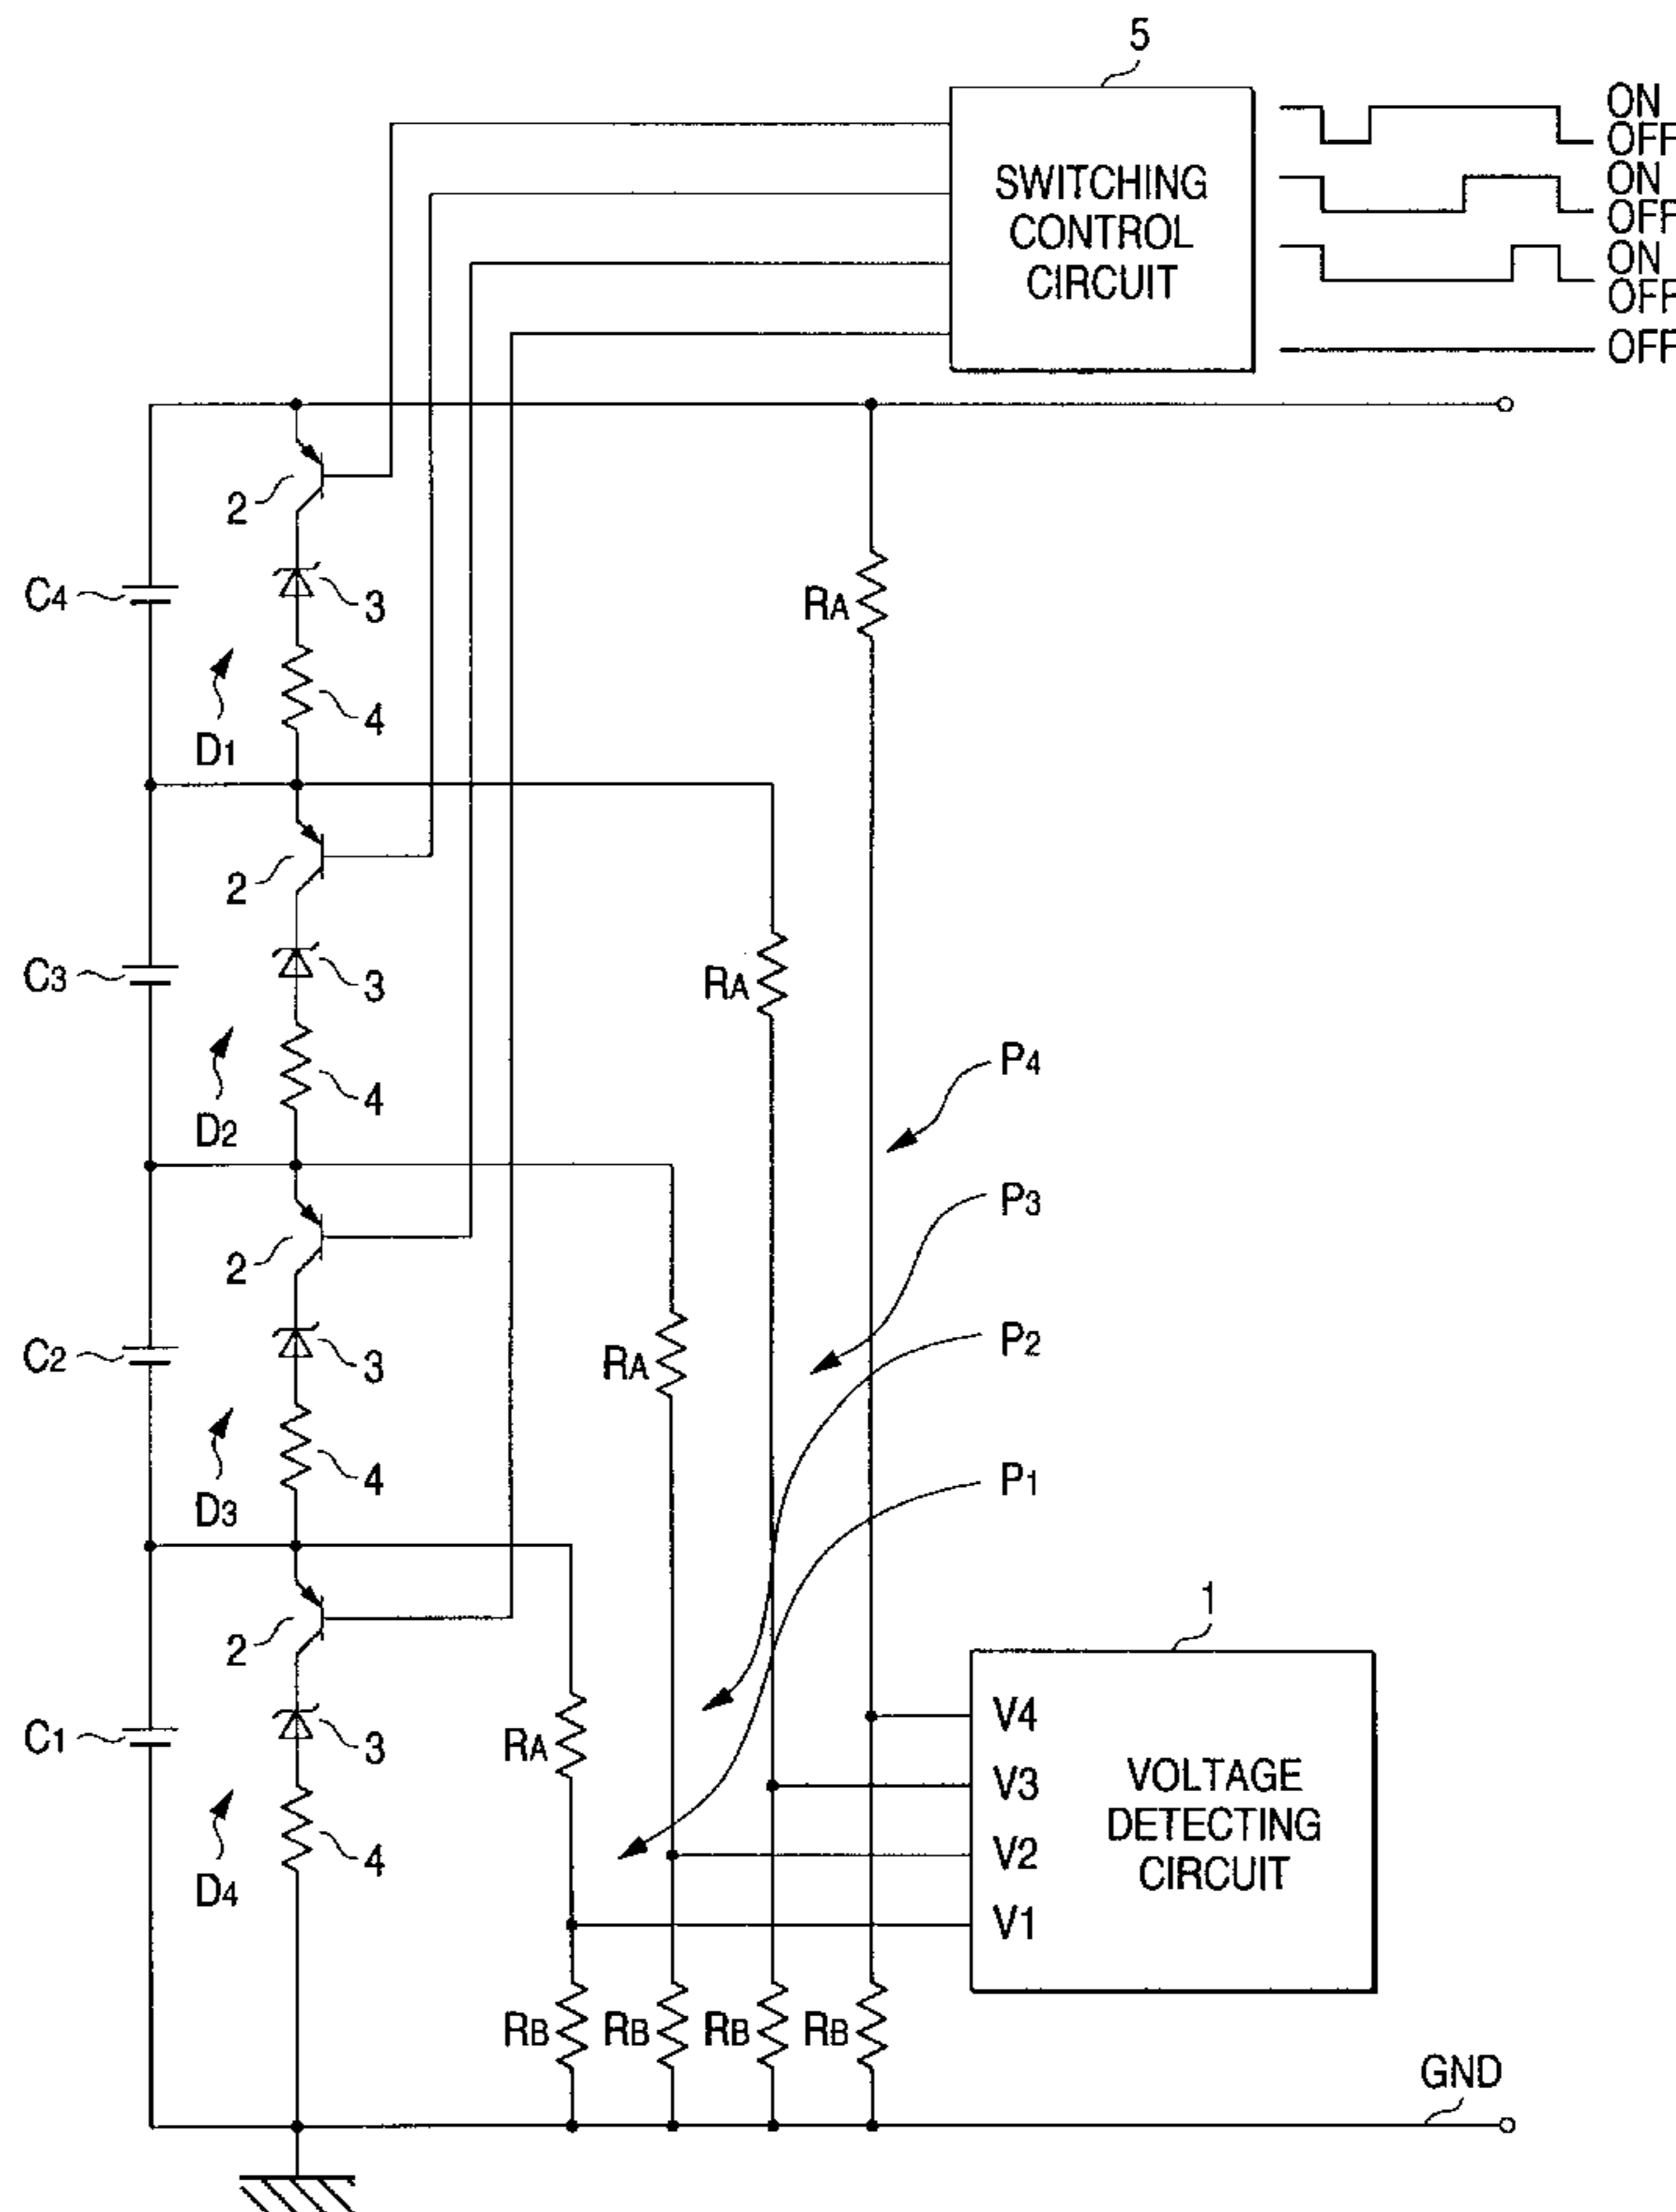 5
ON
OFF
SWITCHING
CONTROL
CIRCUIT
ON
OFF
ON
OFF
OFF
2
C4
3
RA
4
D1
2
C3
3
RA
4
P4
D2
P3
2
C2
3
RA
P2
4
P1
D3
1
2
C1
3
RA
V4
V3
V2
V1
VOLTAGE
DETECTING
CIRCUIT
4
D4
RB
RB
RB
RB
GND